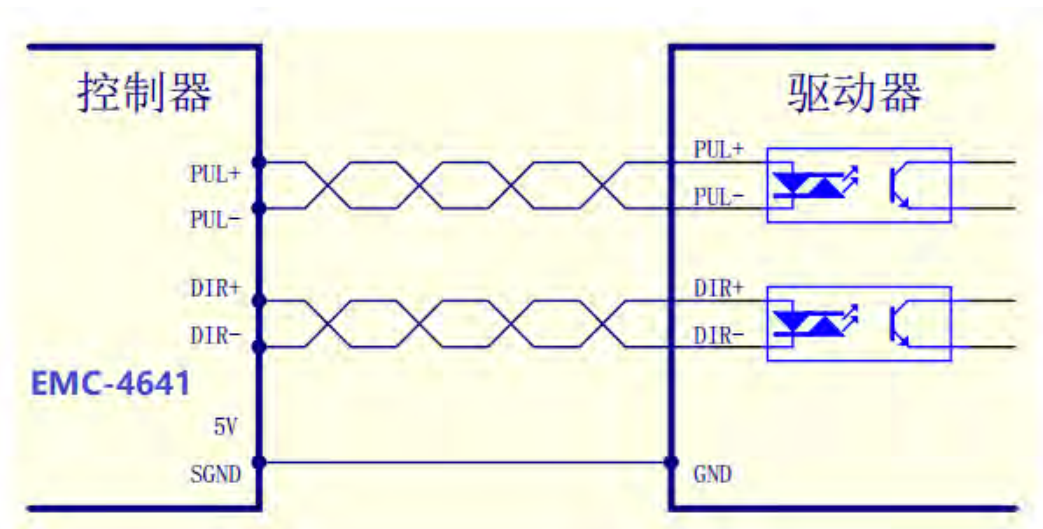 控制器
驱动器
PUL+
PUL-
DIR+
DIR-
EMC-4641
5V
SGND
PUL+
PUL-
DIR+
DIR-
GND